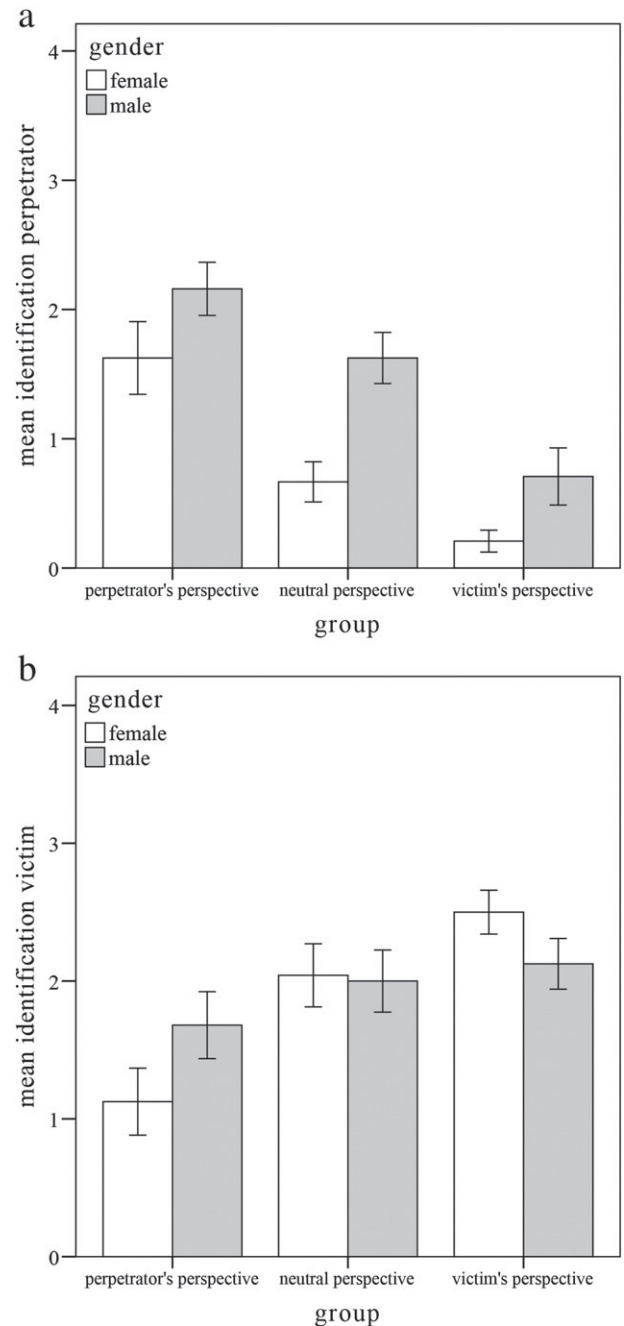 a
gender
female
male
4
3
2
1
0
mean identification perpetrator
perpetrator's perspective neutral perspective victim's perspective
group
b
gender
female
male
4
3
2
1
0
mean identification victim
perpetrator's perspective neutral perspective victim's perspective
group